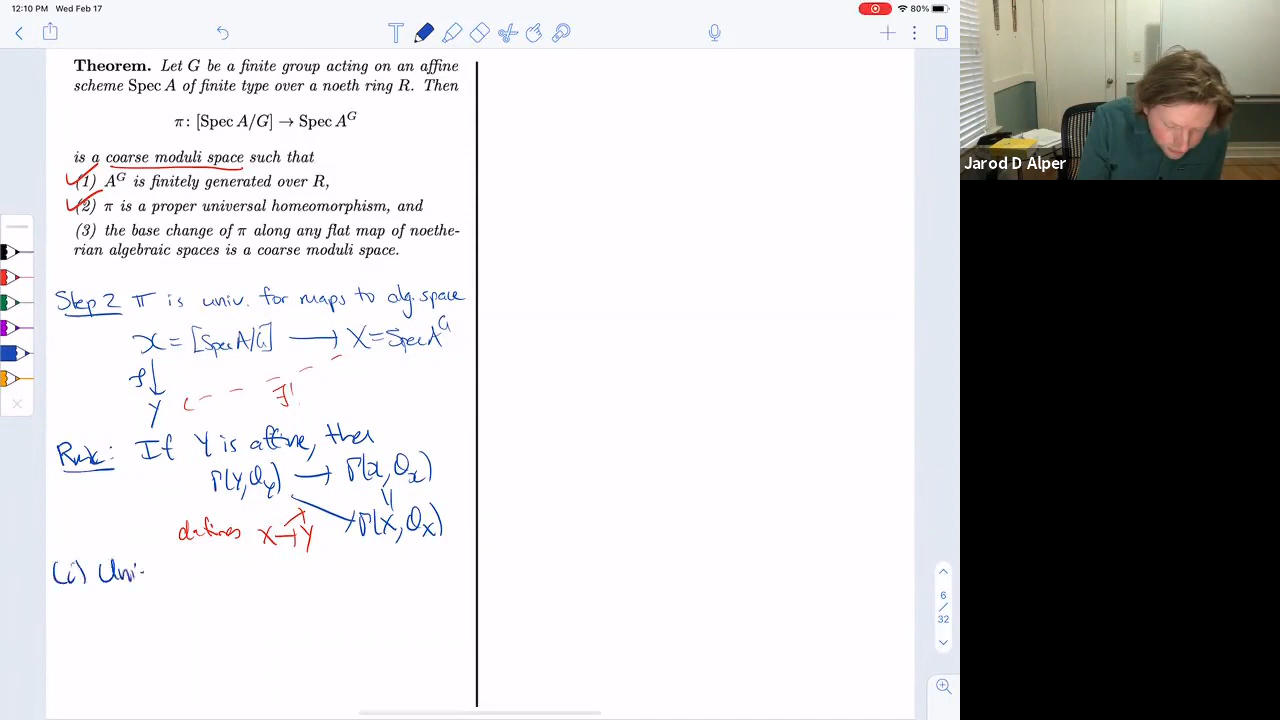 12:10 PM Wed Feb 17
80%
Theorem. Let G be a finite group acting on an affine
scheme Spec A of finite type over a noeth ring R. Then
π: [Spec A/G] → Spec A^G
is a coarse moduli space such that
(1) A^G is finitely generated over R,
(2) π is a proper universal homeomorphism, and
(3) the base change of π along any flat map of noethe-
rian algebraic spaces is a coarse moduli space.
Step 2 π is univ. for maps to alg. space
𝒳 = [Spec A/G] → X = Spec A^G
Y
∃!
Rmk: If Y is affine, then
Γ(Y, O_Y) → Γ(𝒳, O_𝒳)
defines X → Y
Γ(X, O_X)
(i) Uni
6
/
32
Jarod D Alper